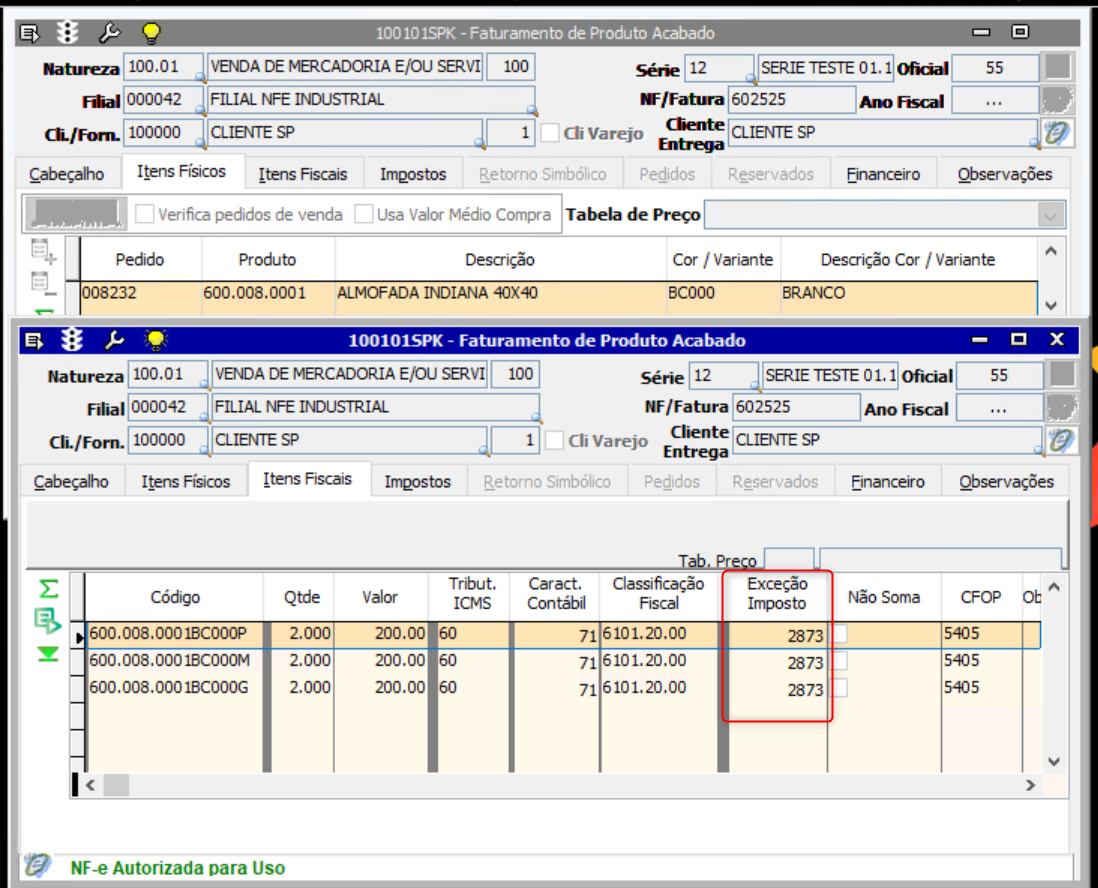 100101SPK - Faturamento de Produto Acabado
Natureza 100.01 VENDA DE MERCADORIA E/OU SERVI 100 Série 12 SERIE TESTE 01.1 Oficial 55
Filial 000042 FILIAL NFE INDUSTRIAL NF/Fatura 602525 Ano Fiscal ...
Cli./Forn. 100000 CLIENTE SP 1 Cli Varejo Cliente Entrega CLIENTE SP
Cabeçalho Itens Físicos Itens Fiscais Impostos Retorno Simbólico Pedidos Reservados Financeiro Observações
Verifica pedidos de venda Usa Valor Médio Compra Tabela de Preço
Pedido Produto Descrição Cor / Variante Descrição Cor / Variante
008232 600.008.0001 ALMOFADA INDIANA 40X40 BC000 BRANCO
100101SPK - Faturamento de Produto Acabado
Natureza 100.01 VENDA DE MERCADORIA E/OU SERVI 100 Série 12 SERIE TESTE 01.1 Oficial 55
Filial 000042 FILIAL NFE INDUSTRIAL NF/Fatura 602525 Ano Fiscal ...
Cli./Forn. 100000 CLIENTE SP 1 Cli Varejo Cliente Entrega CLIENTE SP
Cabeçalho Itens Físicos Itens Fiscais Impostos Retorno Simbólico Pedidos Reservados Financeiro Observações
Tab. Preço
Código Qtde Valor Tribut. ICMS Caract. Contábil Classificação Fiscal Exceção Imposto Não Soma CFOP Ob
600.008.0001BC000P 2.000 200.00 60 71 6101.20.00 2873 5405
600.008.0001BC000M 2.000 200.00 60 71 6101.20.00 2873 5405
600.008.0001BC000G 2.000 200.00 60 71 6101.20.00 2873 5405
NF-e Autorizada para Uso